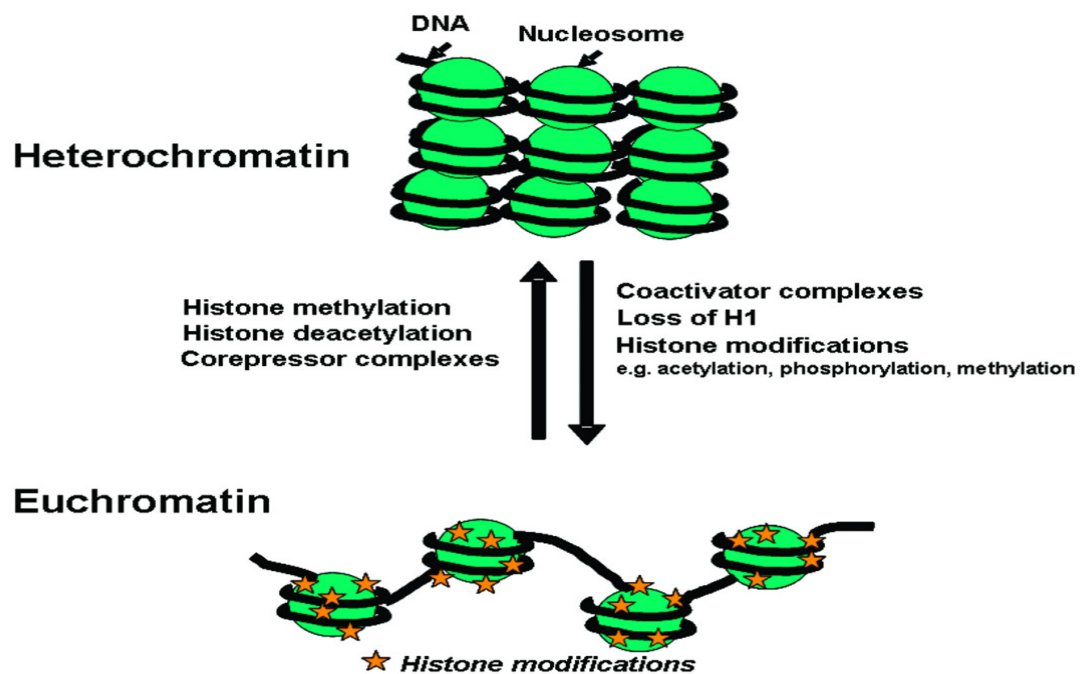 DNA
Nucleosome
Heterochromatin
Histone methylation
Histone deacetylation
Corepressor complexes
Coactivator complexes
Loss of H1
Histone modifications
e.g. acetylation, phosphorylation, methylation
Euchromatin
Histone modifications